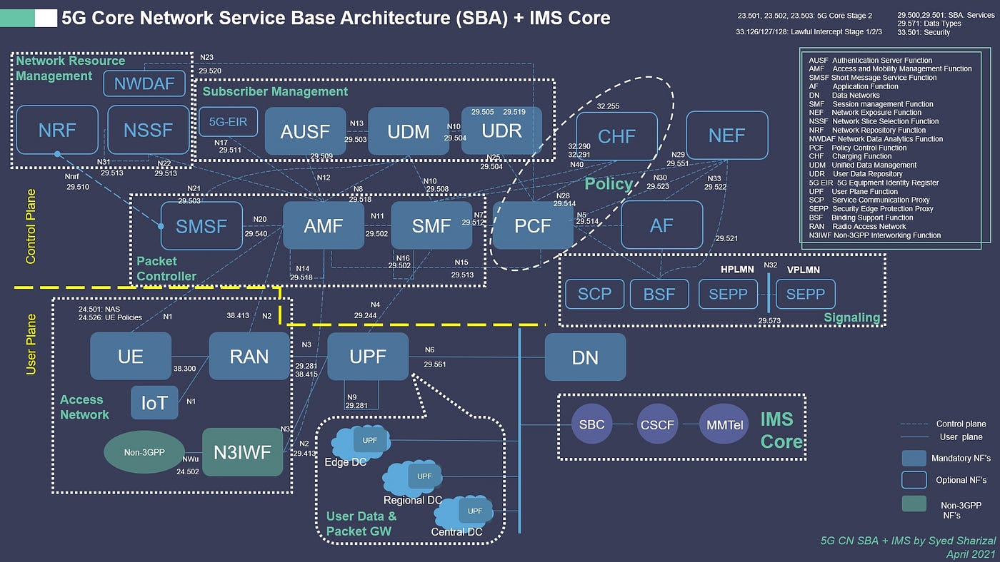 5G Core Network Service Base Architecture (SBA) + IMS Core
23.501, 23.502, 23.503: 5G Core Stage 2
33.126/127/128: Lawful Intercept Stage 1/2/3
29.500,29.501: SBA. Services
29.571: Data Types
33.501: Security
Network Resource
Management
NWDAF
NRF
NSSF
N23
29.520
Subscriber Management
5G-EIR
AUSF
N13
29.503
UDM
N10
29.504
29.505 29.519
UDR
N17
29.511
29.509
N25
29.504
32.255
CHF
32.290
32.291
N40
NEF
N29
29.551
Policy
N30
29.523
N33
29.522
N31
29.513
N22
29.513
Nnrf
29.510
N21
29.503
N12
N8
29.518
N10
29.508
N28
29.514
Control Plane
SMSF
N20
29.540
AMF
N11
29.502
SMF
N7
29.512
PCF
N5
29.514
AF
29.521
Packet
Controller
N14
29.518
N16
29.502
N15
29.513
HPLMN
N32
VPLMN
SCP
BSF
SEPP
SEPP
29.573
Signaling
User Plane
24.501: NAS
24.526: UE Policies
N1
38.413
N2
N4
29.244
UE
38.300
RAN
N3
29.281
38.415
UPF
N6
29.561
DN
IoT
N1
N9
29.281
Access
Network
Non-3GPP
NWu
24.502
N3IWF
N3
N2
29.413
UPF
Edge DC
UPF
Regional DC
UPF
Central DC
User Data &
Packet GW
SBC
CSCF
MMTel
IMS
Core
AUSF Authentication Server Function
AMF Access and Mobility Management Function
SMSF Short Message Service Function
AF Application Function
DN Data Networks
SMF Session management Function
NEF Network Exposure Function
NSSF Network Slice Selection Function
NRF Network Repository Function
NWDAF Network Data Analytics Function
PCF Policy Control Function
CHF Charging Function
UDM Unified Data Management
UDR User Data Repository
5G EIR 5G Equipment Identity Register
UPF User Plane Function
SCP Service Communication Proxy
SEPP Security Edge Protection Proxy
BSF Binding Support Function
RAN Radio Access Network
N3IWF Non-3GPP Interworking Function
Control plane
User plane
Mandatory NF's
Optional NF's
Non-3GPP
NF's
5G CN SBA + IMS by Syed Sharizal
April 2021